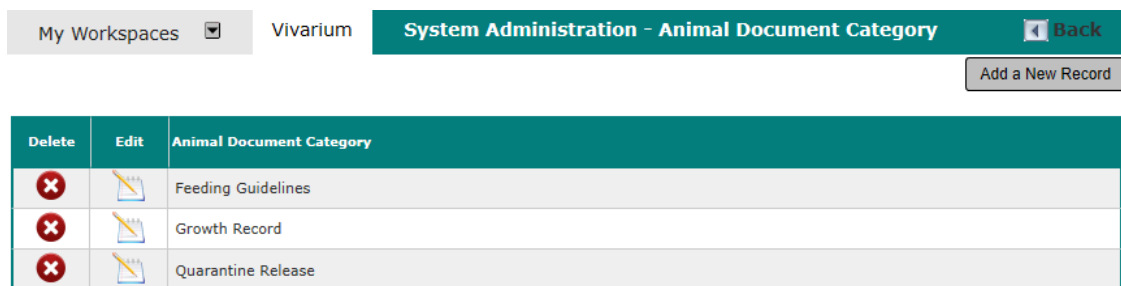 My Workspaces Vivarium System Administration - Animal Document Category Back
Add a New Record
Delete Edit Animal Document Category
Feeding Guidelines
Growth Record
Quarantine Release